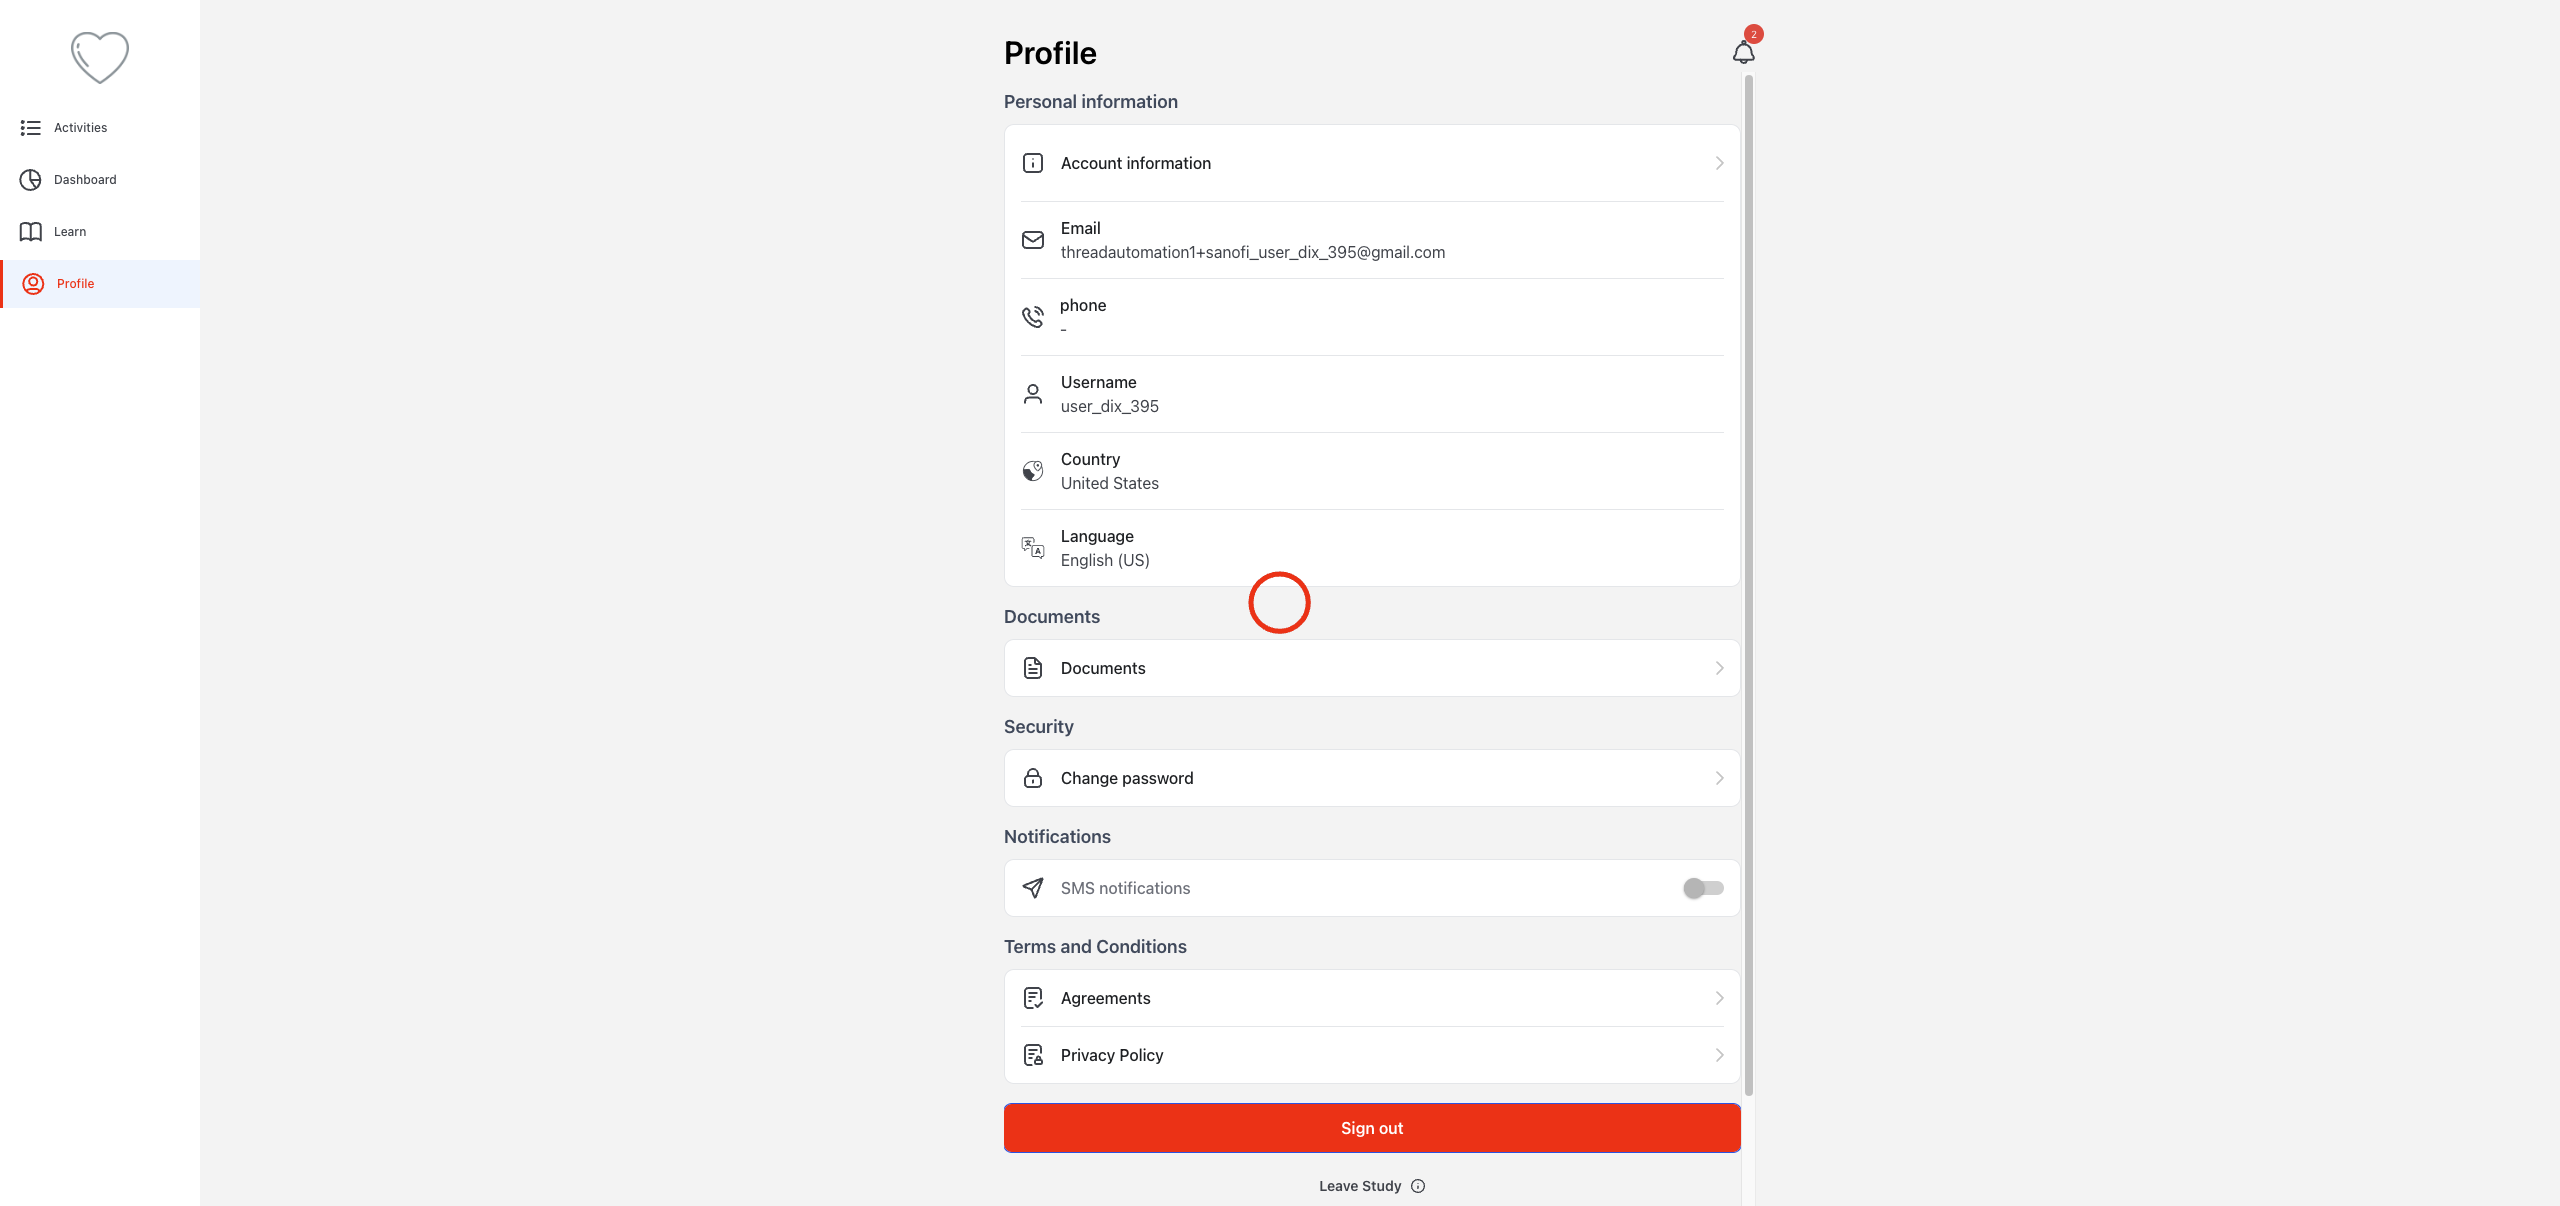 Activities
Dashboard
Learn
Profile
Profile
2
Personal information
Account information
Email
threadautomation1+sanofi_user_dix_395@gmail.com
phone
-
Username
user_dix_395
Country
United States
Language
English (US)
Documents
Documents
Security
Change password
Notifications
SMS notifications
Terms and Conditions
Agreements
Privacy Policy
Sign out
Leave Study